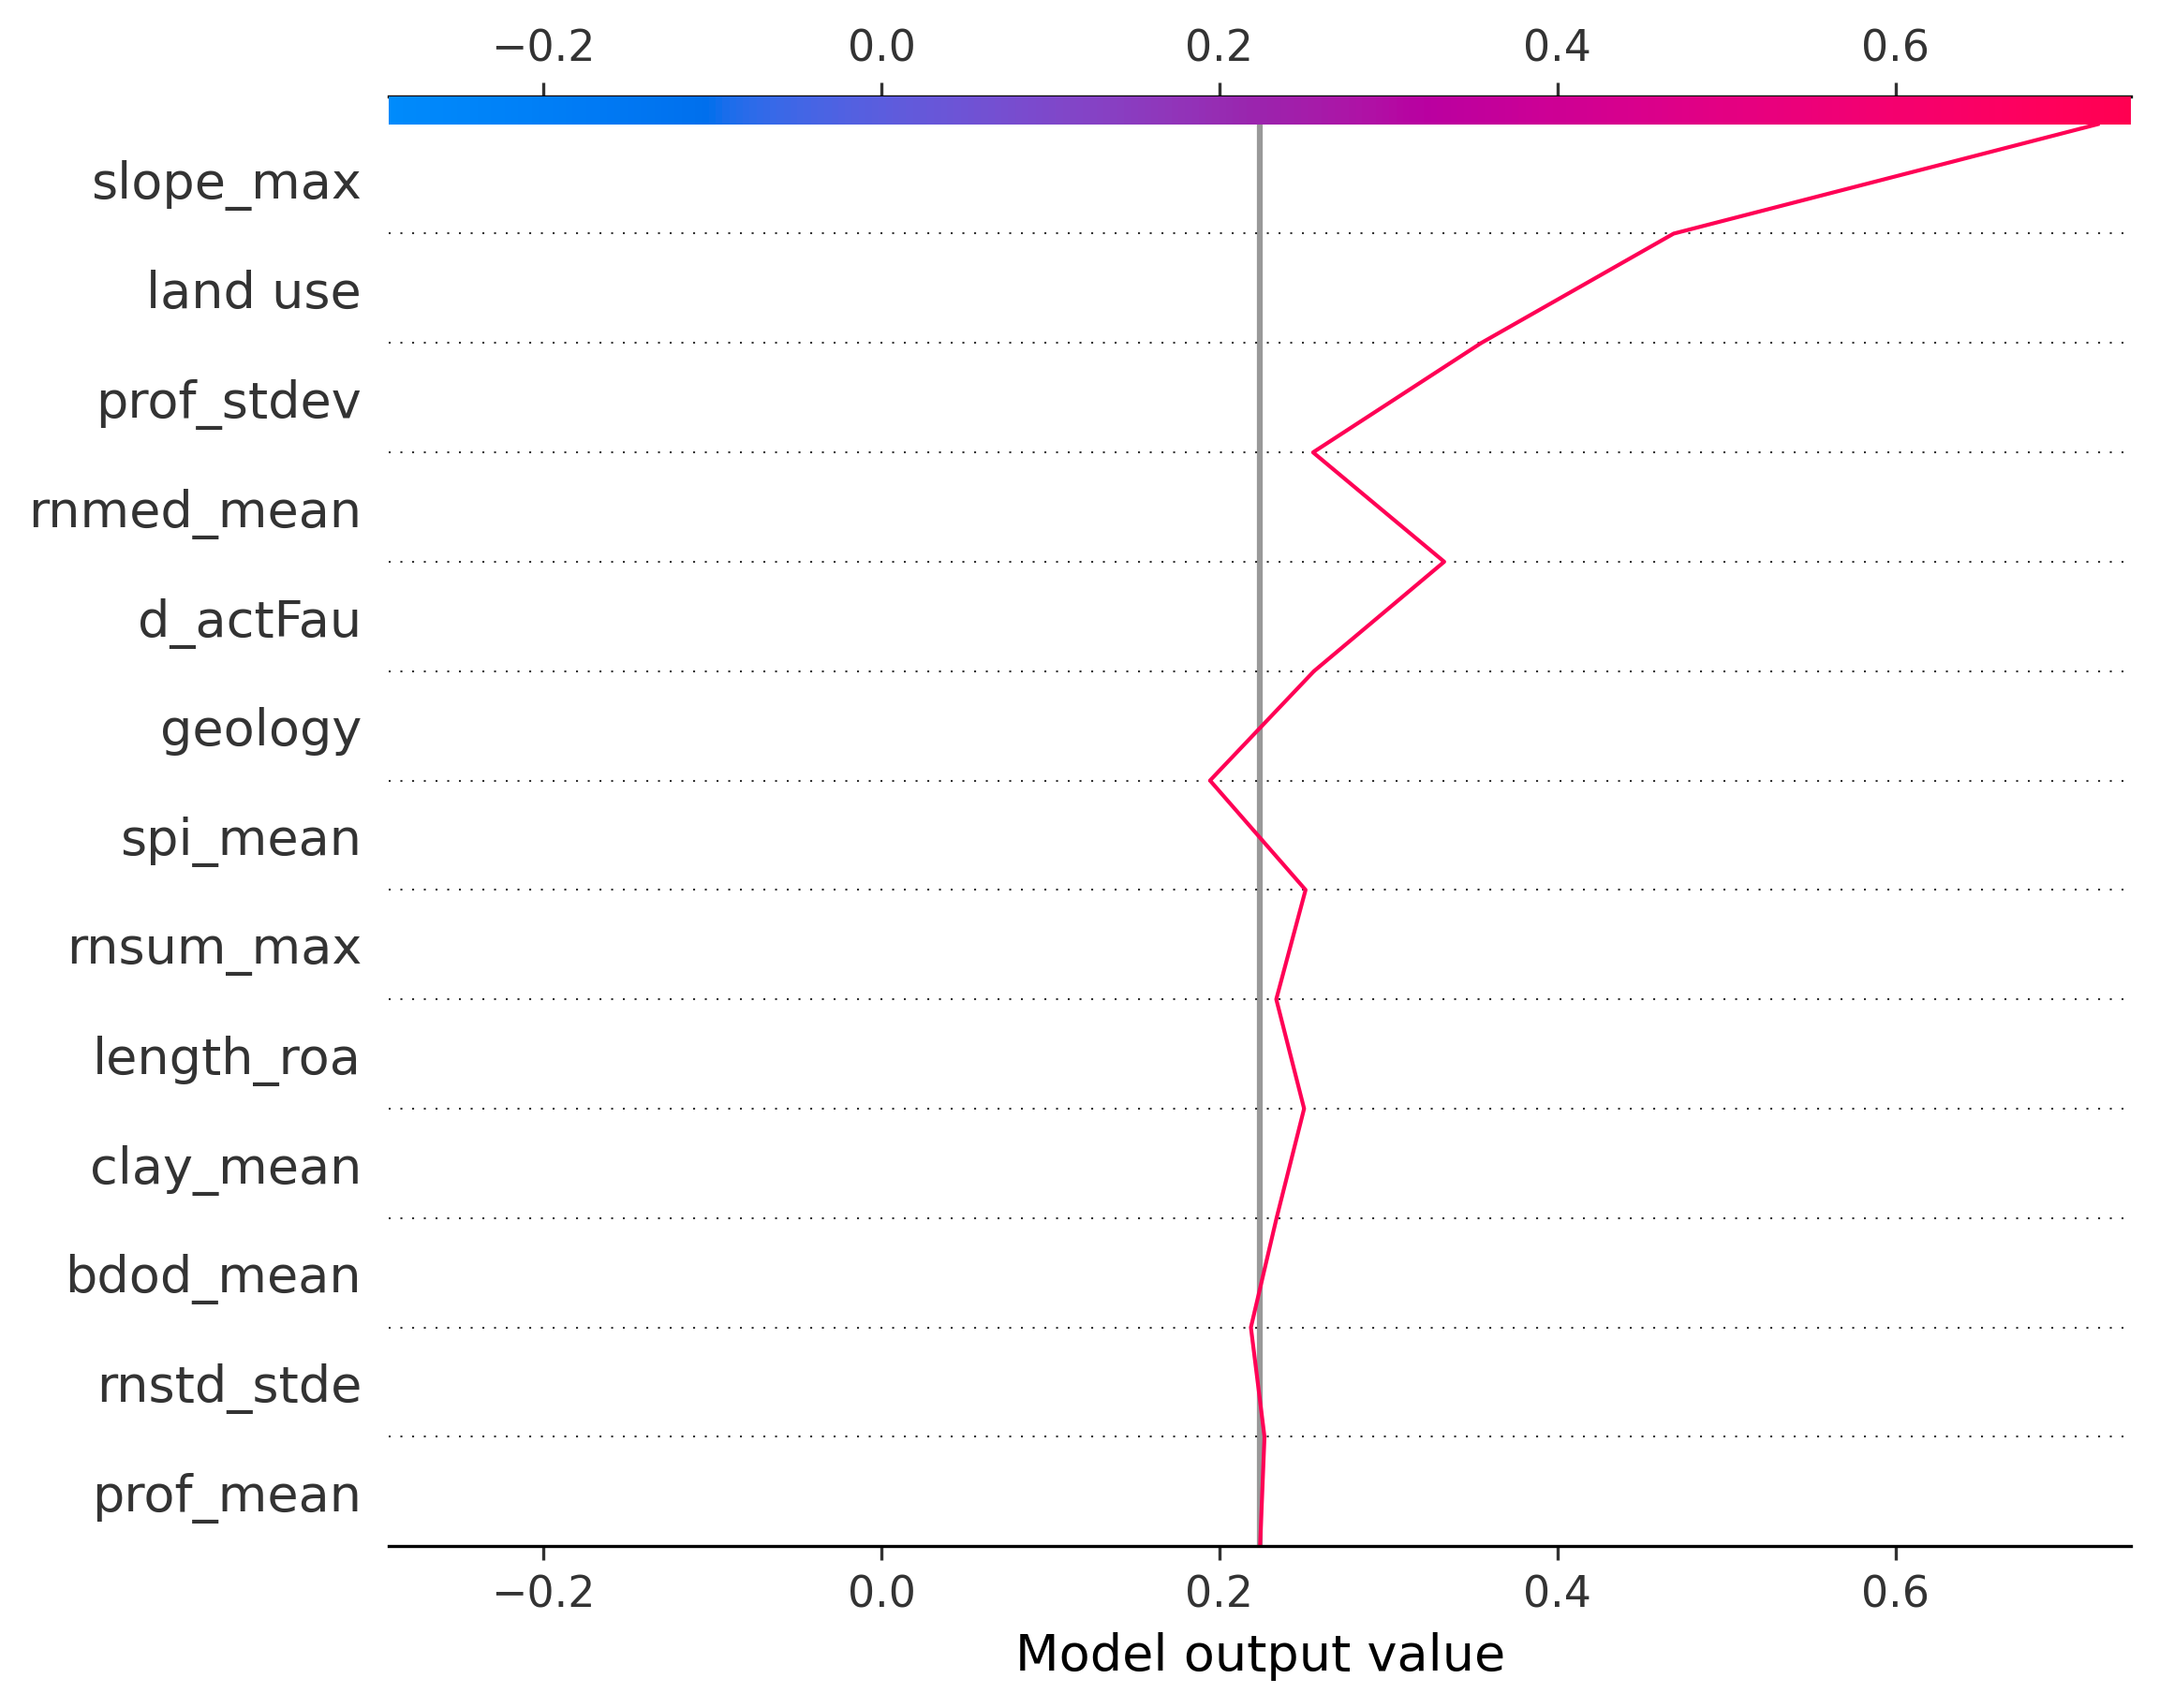 −0.2 0.0 0.2 0.4 0.6
slope_max
land use
prof_stdev
rnmed_mean
d_actFau
geology
spi_mean
rnsum_max
length_roa
clay_mean
bdod_mean
rnstd_stde
prof_mean
−0.2 0.0 0.2 0.4 0.6
Model output value